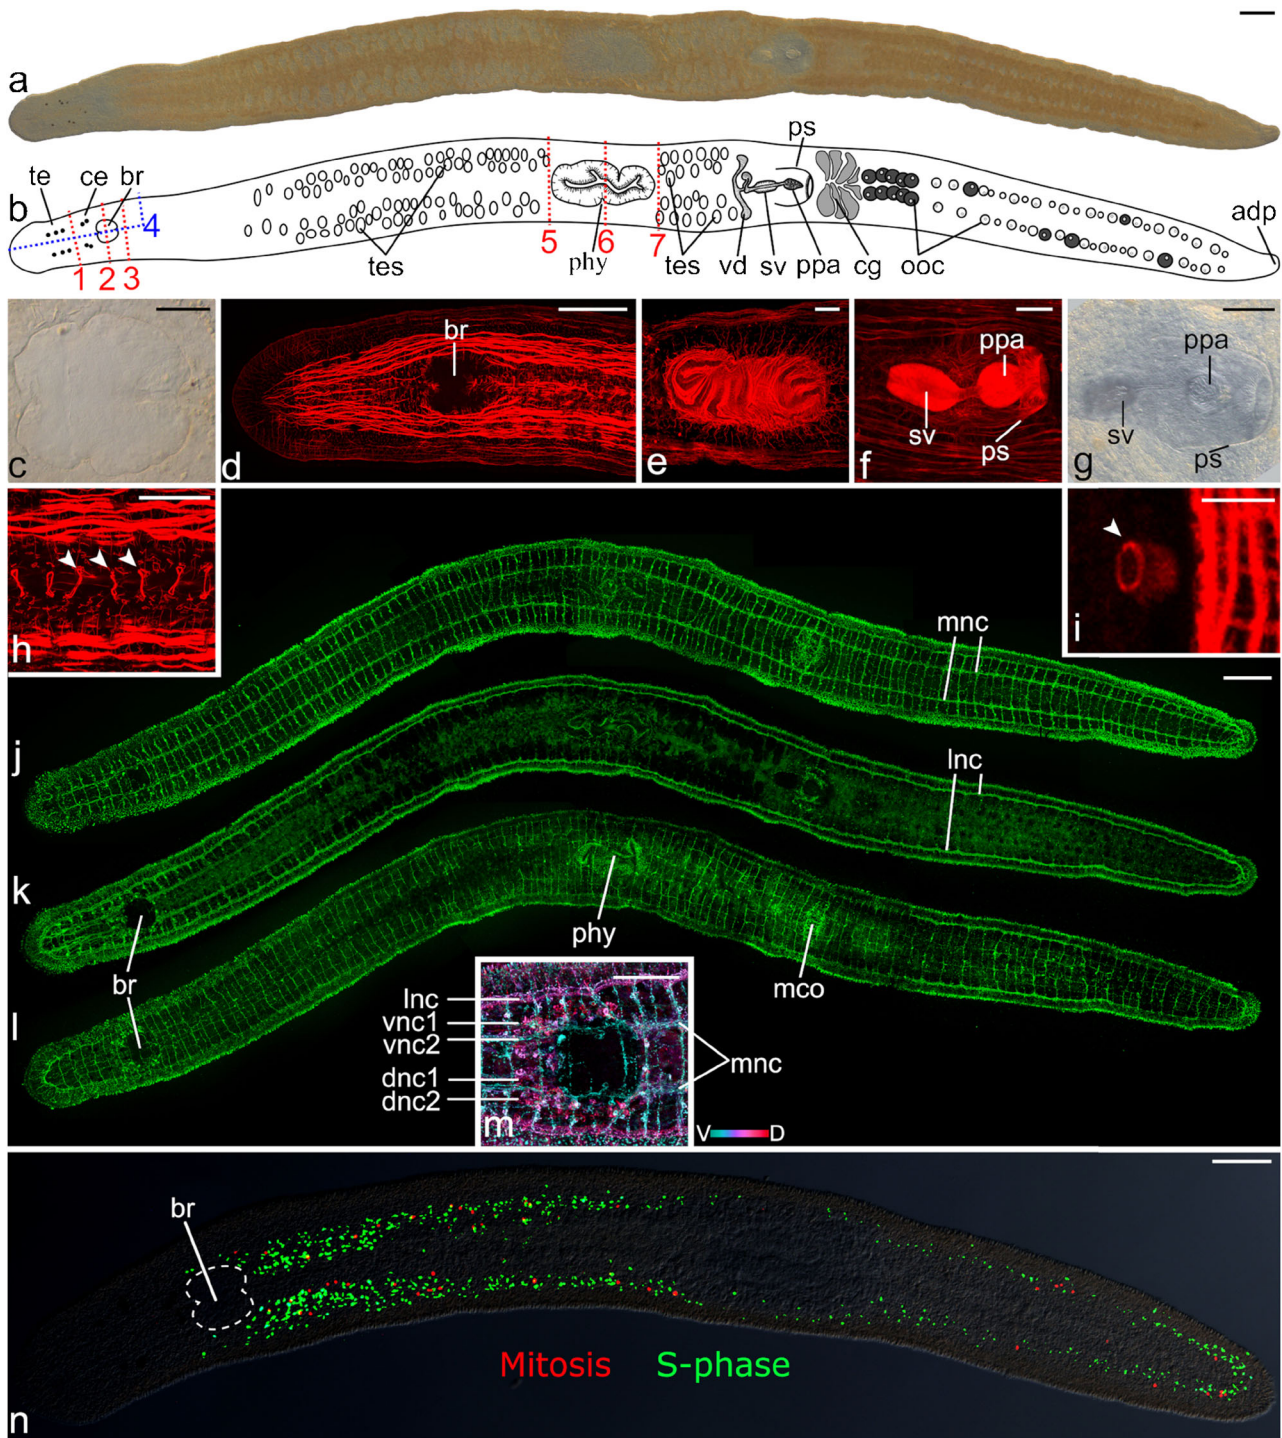 a
b
te
ce
br
4
1
2
3
tes
5
phy
6
7
tes
vd
sv
ps
ppa
cg
ooc
adp
c
d
br
e
f
ppa
sv
ps
g
ppa
sv
ps
h
i
j
mnc
k
lnc
br
l
phy
mco
m
lnc
vnc1
vnc2
dnc1
dnc2
mnc
V D
n
br
Mitosis S-phase